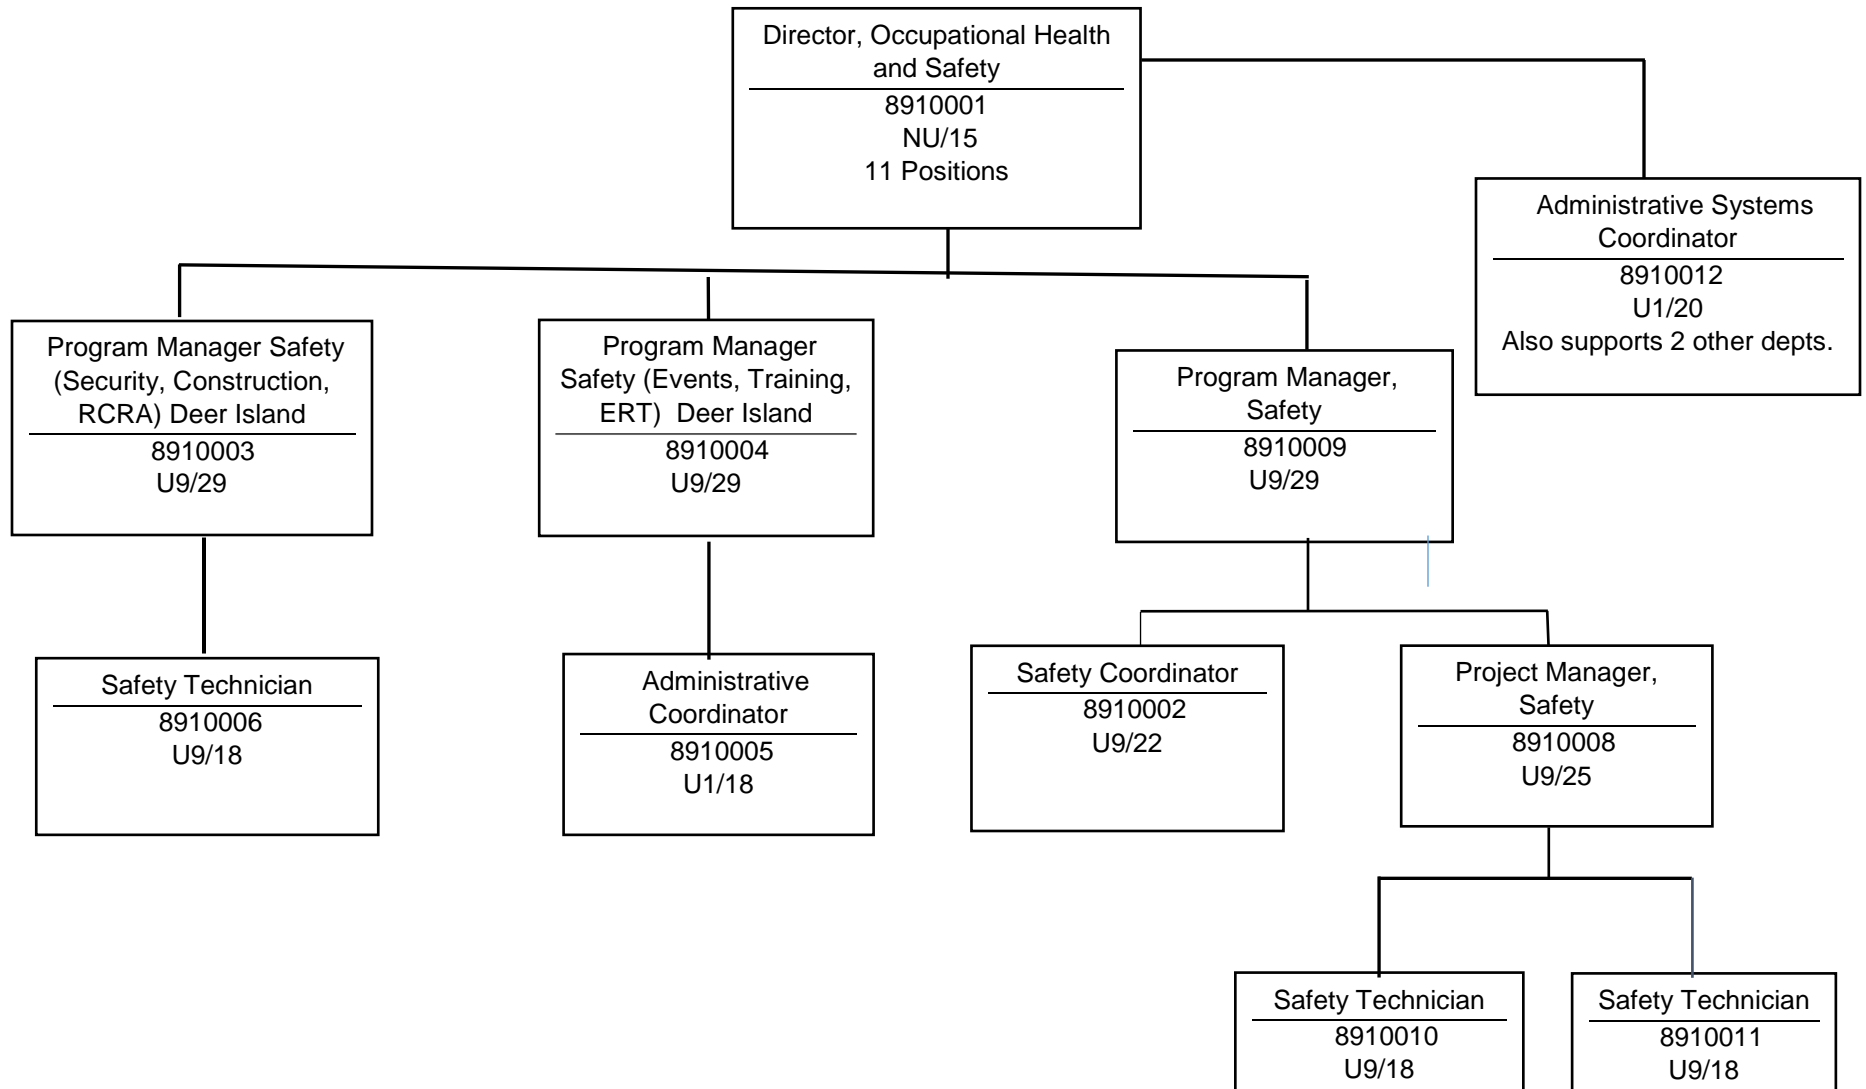 Director, Occupational Health
and Safety
8910001
NU/15
11 Positions
Administrative Systems
Coordinator
8910012
U1/20
Also supports 2 other depts.
Program Manager Safety
(Security, Construction,
RCRA) Deer Island
8910003
U9/29
Program Manager
Safety (Events, Training,
ERT)  Deer Island
8910004
U9/29
Program Manager,
Safety
8910009
U9/29
Safety Technician
8910006
U9/18
Administrative
Coordinator
8910005
U1/18
Safety Coordinator
8910002
U9/22
Project Manager,
Safety
8910008
U9/25
Safety Technician
8910010
U9/18
Safety Technician
8910011
U9/18